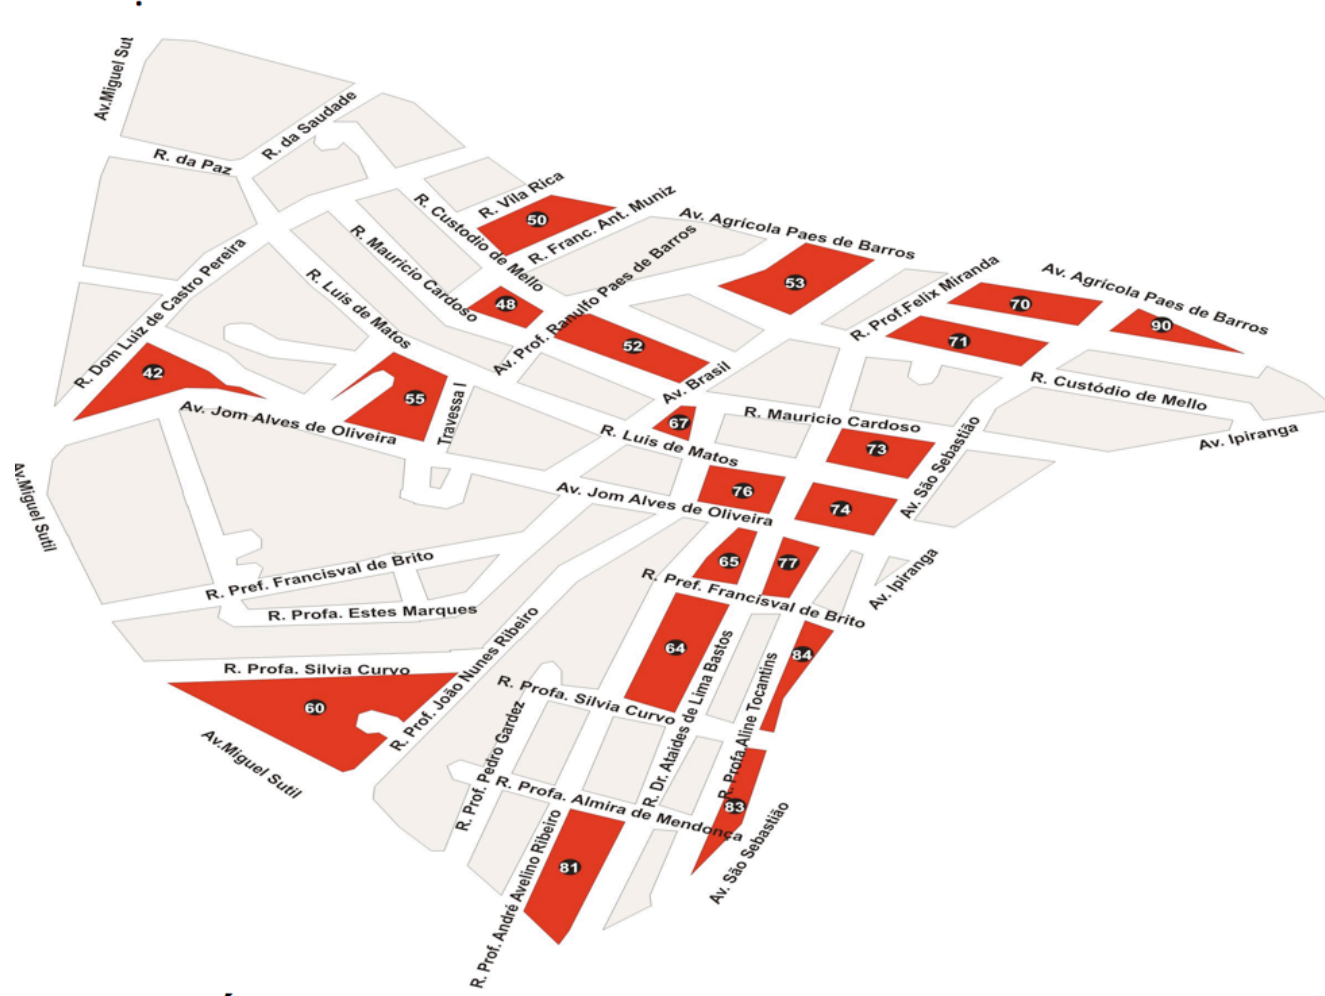 Av.Miguel Sut
R. da Saudade
R. da Paz
R. Vila Rica
R. Custodio de Mello
50
R. Franc. Ant. Muniz
Av. Agrícola Paes de Barros
R. Mauricio Cardoso
R. Luis de Matos
R. Dom Luiz de Castro Pereira
48
Av. Prof. Ranulfo Paes de Barros
53
R. Prof.Felix Miranda
Av. Agrícola Paes de Barros
70
90
71
52
42
55
Av. Brasil
R. Custódio de Mello
Av. Ipiranga
Av. Jom Alves de Oliveira
Travessa I
67
R. Mauricio Cardoso
R. Luis de Matos
73
Av. São Sebastião
76
74
Av. Jom Alves de Oliveira
Av.Miguel Sutil
65
77
Av. Ipiranga
R. Pref. Francisval de Brito
R. Pref. Francisval de Brito
R. Profa. Estes Marques
64
84
R. Profa. Silvia Curvo
R. Prof. João Nunes Ribeiro
60
R. Profa. Silvia Curvo
R. Dr. Ataides de Lima Bastos
R. Profa.Aline Tocantins
Av.Miguel Sutil
R. Prof. Pedro Gardez
R. Profa. Almira de Mendonça
83
Av. São Sebastião
81
R. Prof. André Avelino Ribeiro